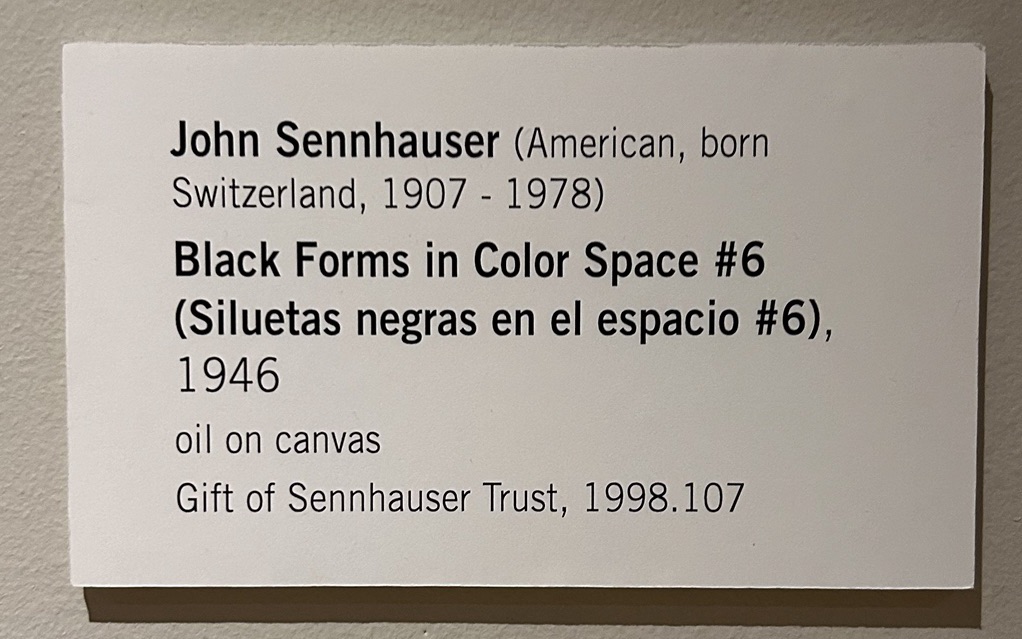 John Sennhauser (American, born
Switzerland, 1907 - 1978)
Black Forms in Color Space #6
(Siluetas negras en el espacio #6),
1946
oil on canvas
Gift of Sennhauser Trust, 1998.107